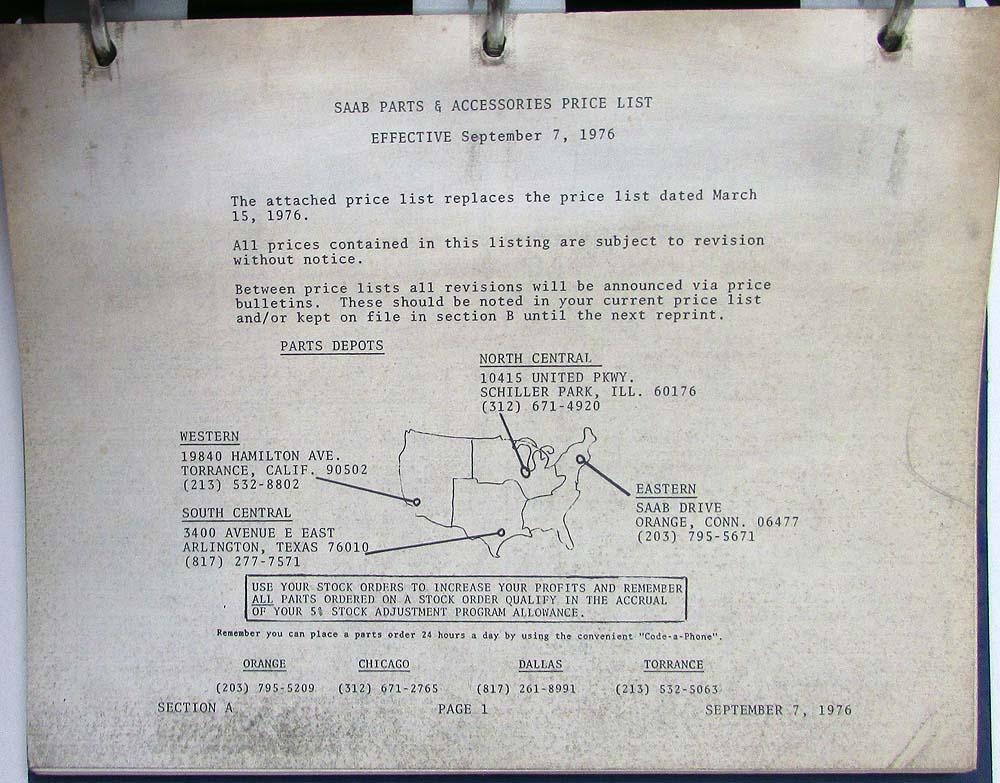 SAAB PARTS & ACCESSORIES PRICE LIST
EFFECTIVE September 7, 1976
The attached price list replaces the price list dated March
15, 1976.
All prices contained in this listing are subject to revision
without notice.
Between price lists all revisions will be announced via price
bulletins. These should be noted in your current price list
and/or kept on file in section B until the next reprint.
PARTS DEPOTS
NORTH CENTRAL
10415 UNITED PKWY.
SCHILLER PARK, ILL. 60176
(312) 671-4920
WESTERN
19840 HAMILTON AVE.
TORRANCE, CALIF. 90502
(213) 532-8802
SOUTH CENTRAL
3400 AVENUE E EAST
ARLINGTON, TEXAS 76010
(817) 277-7571
EASTERN
SAAB DRIVE
ORANGE, CONN. 06477
(203) 795-5671
USE YOUR STOCK ORDERS TO INCREASE YOUR PROFITS AND REMEMBER
ALL PARTS ORDERED ON A STOCK ORDER QUALIFY IN THE ACCRUAL
OF YOUR 5% STOCK ADJUSTMENT PROGRAM ALLOWANCE.
Remember you can place a parts order 24 hours a day by using the convenient "Code-a-Phone".
ORANGE CHICAGO DALLAS TORRANCE
(203) 795-5209 (312) 671-2765 (817) 261-8991 (213) 532-5063
SECTION A PAGE 1 SEPTEMBER 7, 1976